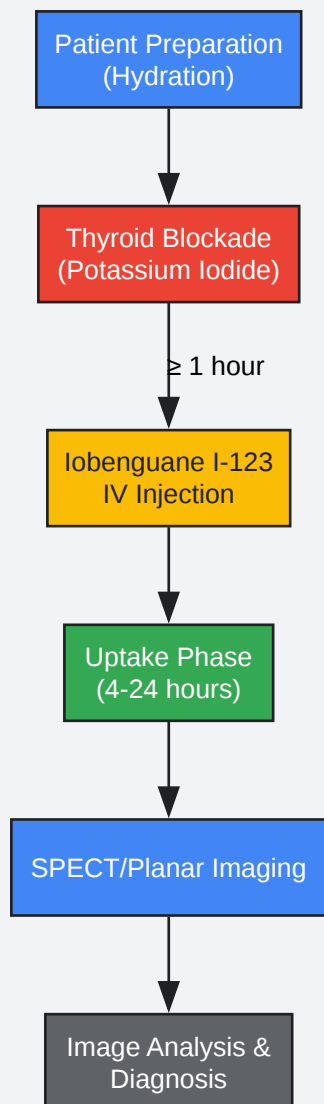 Patient Preparation
(Hydration)
Thyroid Blockade
(Potassium Iodide)
≥ 1 hour
Iobenguane I-123
IV Injection
Uptake Phase
(4-24 hours)
SPECT/Planar Imaging
Image Analysis &
Diagnosis